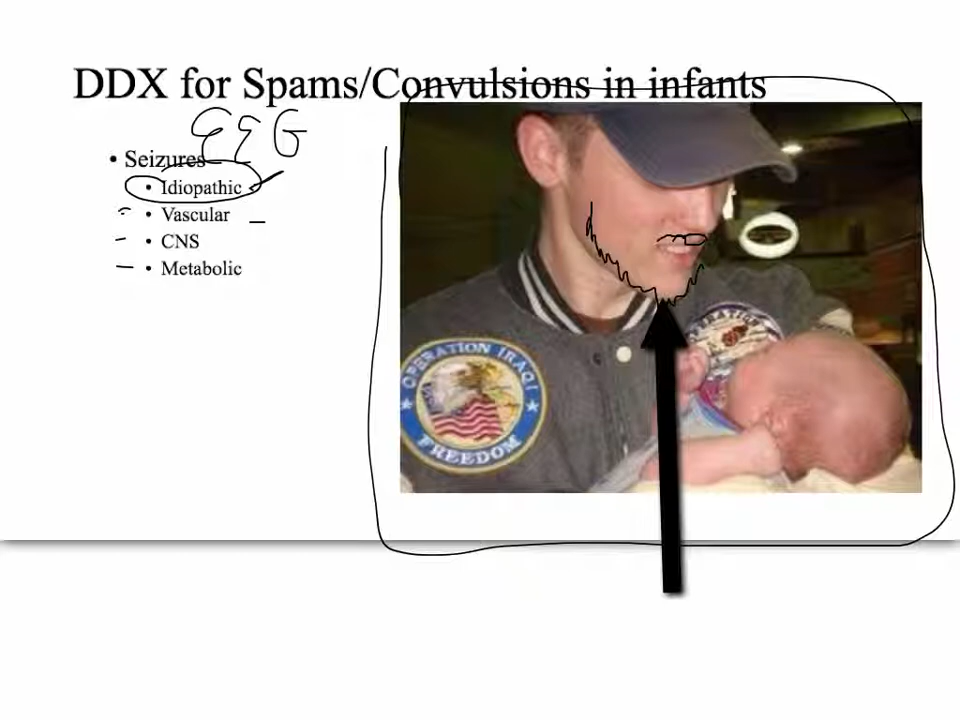 DDX for Spams/Convulsions in infants
EEG
• Seizures
• Idiopathic
• Vascular
• CNS
• Metabolic
OPERATION IRAQI
FREEDOM